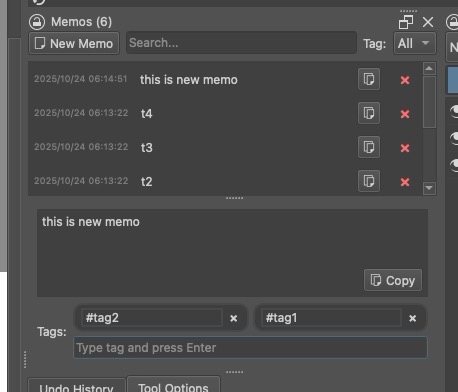 Memos (6)
New Memo
Search...
Tag:
All
N
2025/10/24 06:14:51 this is new memo
2025/10/24 06:13:22 t4
2025/10/24 06:13:22 t3
2025/10/24 06:13:22 t2
this is new memo
Copy
Tags:
#tag2
#tag1
Type tag and press Enter
Undo History
Tool Options